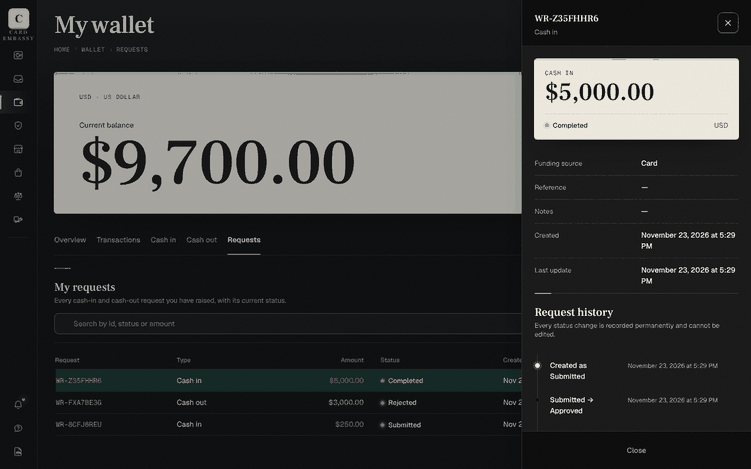 C
CARD
EMBASSY
My wallet
HOME · WALLET · REQUESTS
USD · US DOLLAR
Current balance
$9,700.00
Overview
Transactions
Cash in
Cash out
Requests
My requests
Every cash-in and cash-out request you have raised, with its current status.
Search by id, status or amount
Request Type Amount Status
WR-Z35FHHR6 Cash in $5,000.00 Completed Nov 2
WR-FXA7BE3G Cash out $3,000.00 Rejected Nov 2
WR-8CFJ6REU Cash in $250.00 Submitted Nov 2
WR-Z35FHHR6
Cash in
CASH IN
$5,000.00
Completed USD
Funding source Card
Reference —
Notes —
Created November 23, 2026 at 5:29
PM
Last update November 23, 2026 at 5:29
PM
Request history
Every status change is recorded permanently and cannot be
edited.
Created as November 23, 2026 at 5:29 PM
Submitted
Submitted → November 23, 2026 at 5:29 PM
Approved
Close